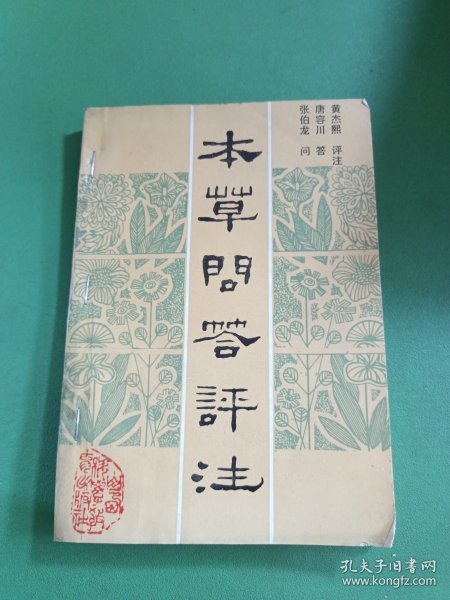 黄杰熙 评注
唐容川 答
张伯龙 问
本草問答評注
孔夫子旧书网
www.kongfz.com